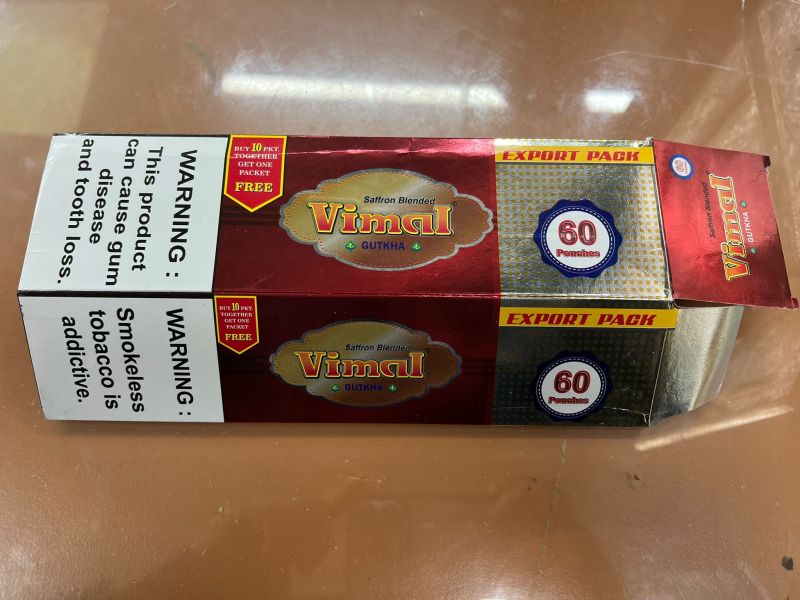 WARNING :
This product
can cause gum
disease
and tooth loss.
BUY 10 PKT.
TOGETHER
GET ONE
PACKET
FREE
Saffron Blended
Vimal
GUTKHA
EXPORT PACK
60
Pouches
60
Saffron Blended
Vimal
GUTKHA
WARNING :
Smokeless
tobacco is
addictive.
BUY 10 PKT.
TOGETHER
GET ONE
PACKET
FREE
Saffron Blended
Vimal
GUTKHA
EXPORT PACK
60
Pouches